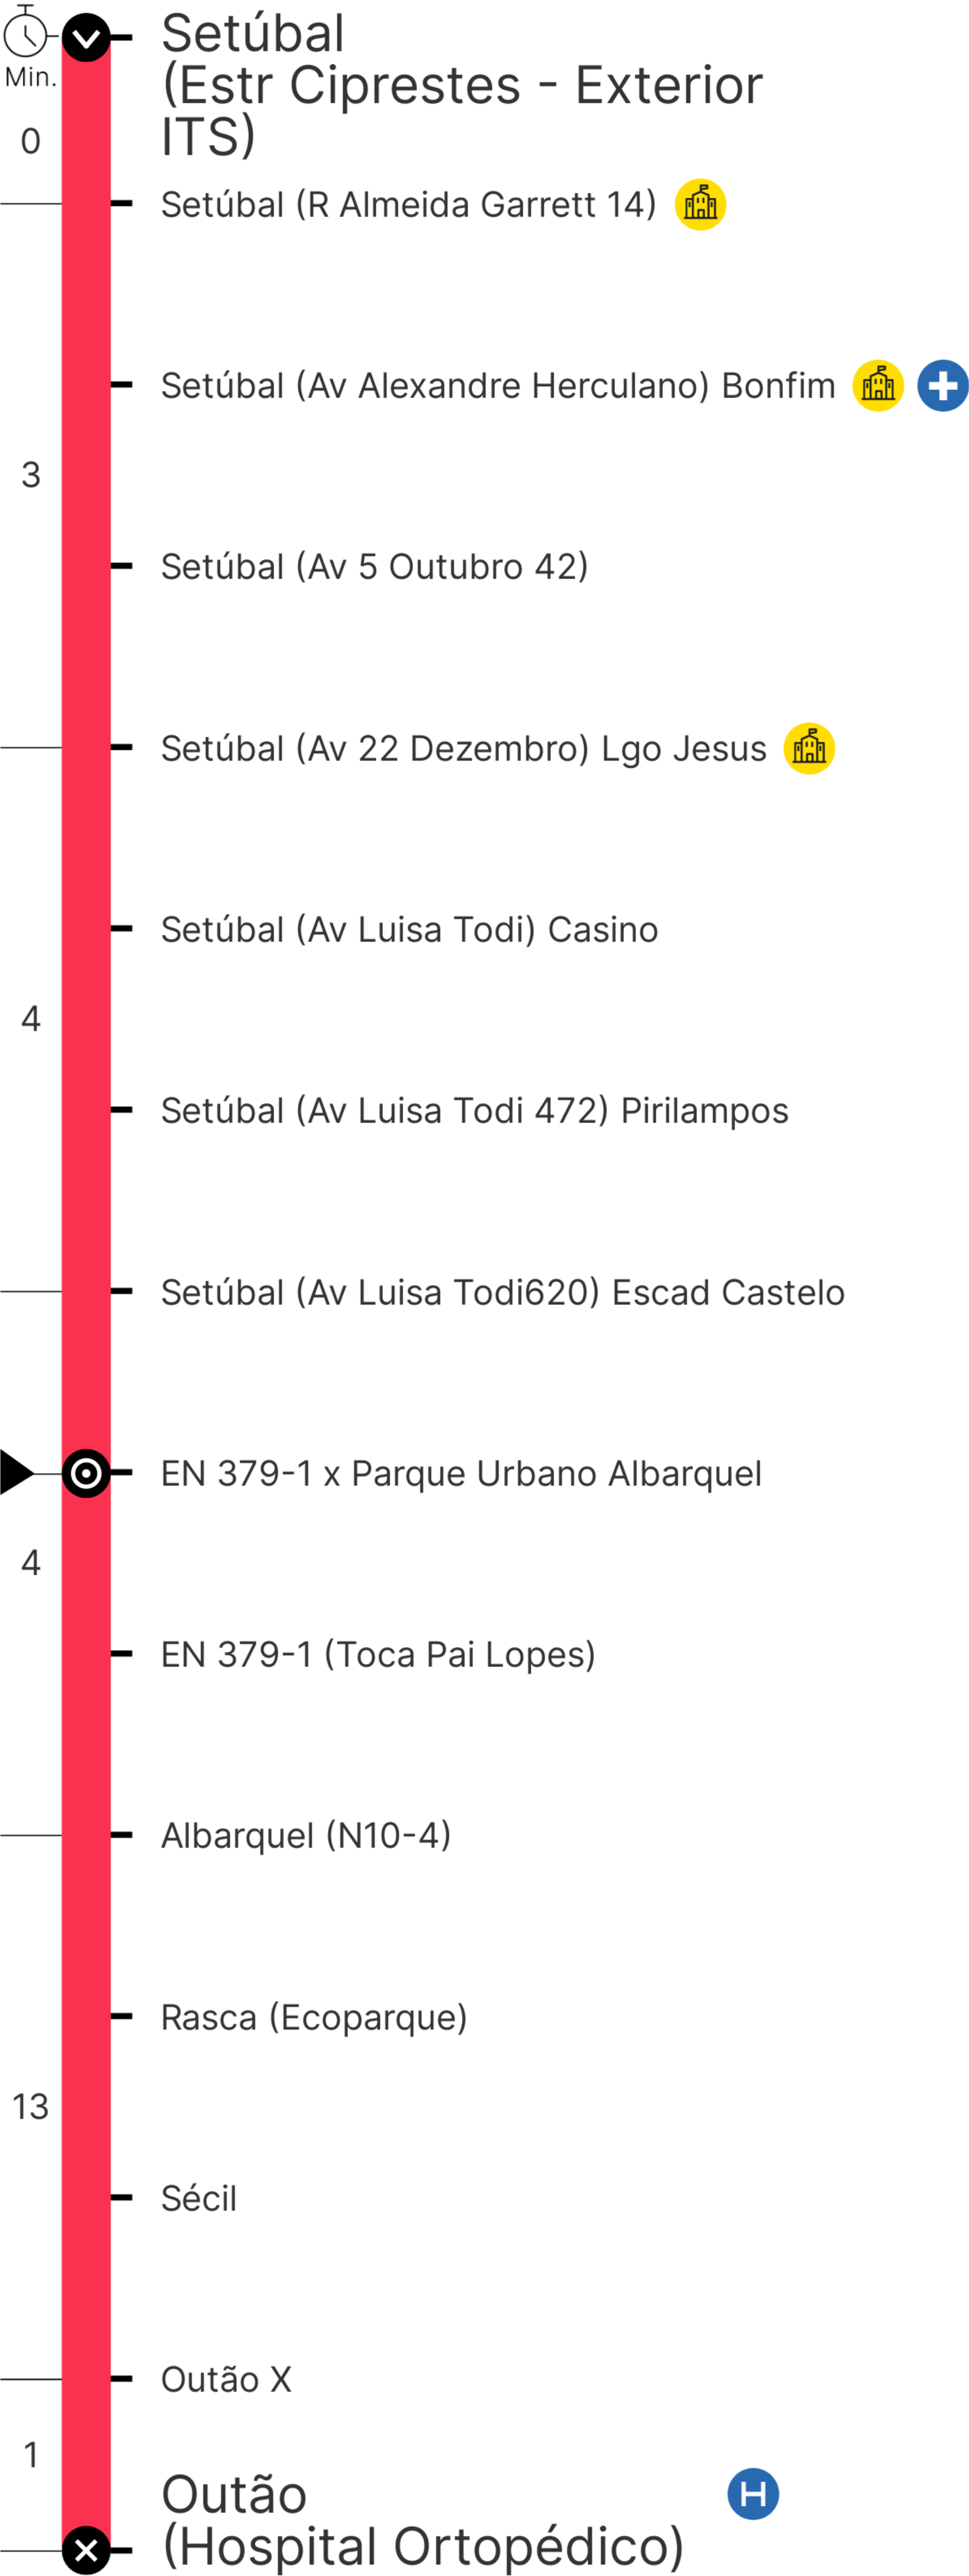 Setúbal
(Estr Ciprestes - Exterior
ITS)
Min.
0
Setúbal (R Almeida Garrett 14)
Setúbal (Av Alexandre Herculano) Bonfim
3
Setúbal (Av 5 Outubro 42)
Setúbal (Av 22 Dezembro) Lgo Jesus
Setúbal (Av Luisa Todi) Casino
4
Setúbal (Av Luisa Todi 472) Pirilampos
Setúbal (Av Luisa Todi620) Escad Castelo
EN 379-1 x Parque Urbano Albarquel
4
EN 379-1 (Toca Pai Lopes)
Albarquel (N10-4)
Rasca (Ecoparque)
13
Sécil
Outão X
1
Outão
H
(Hospital Ortopédico)